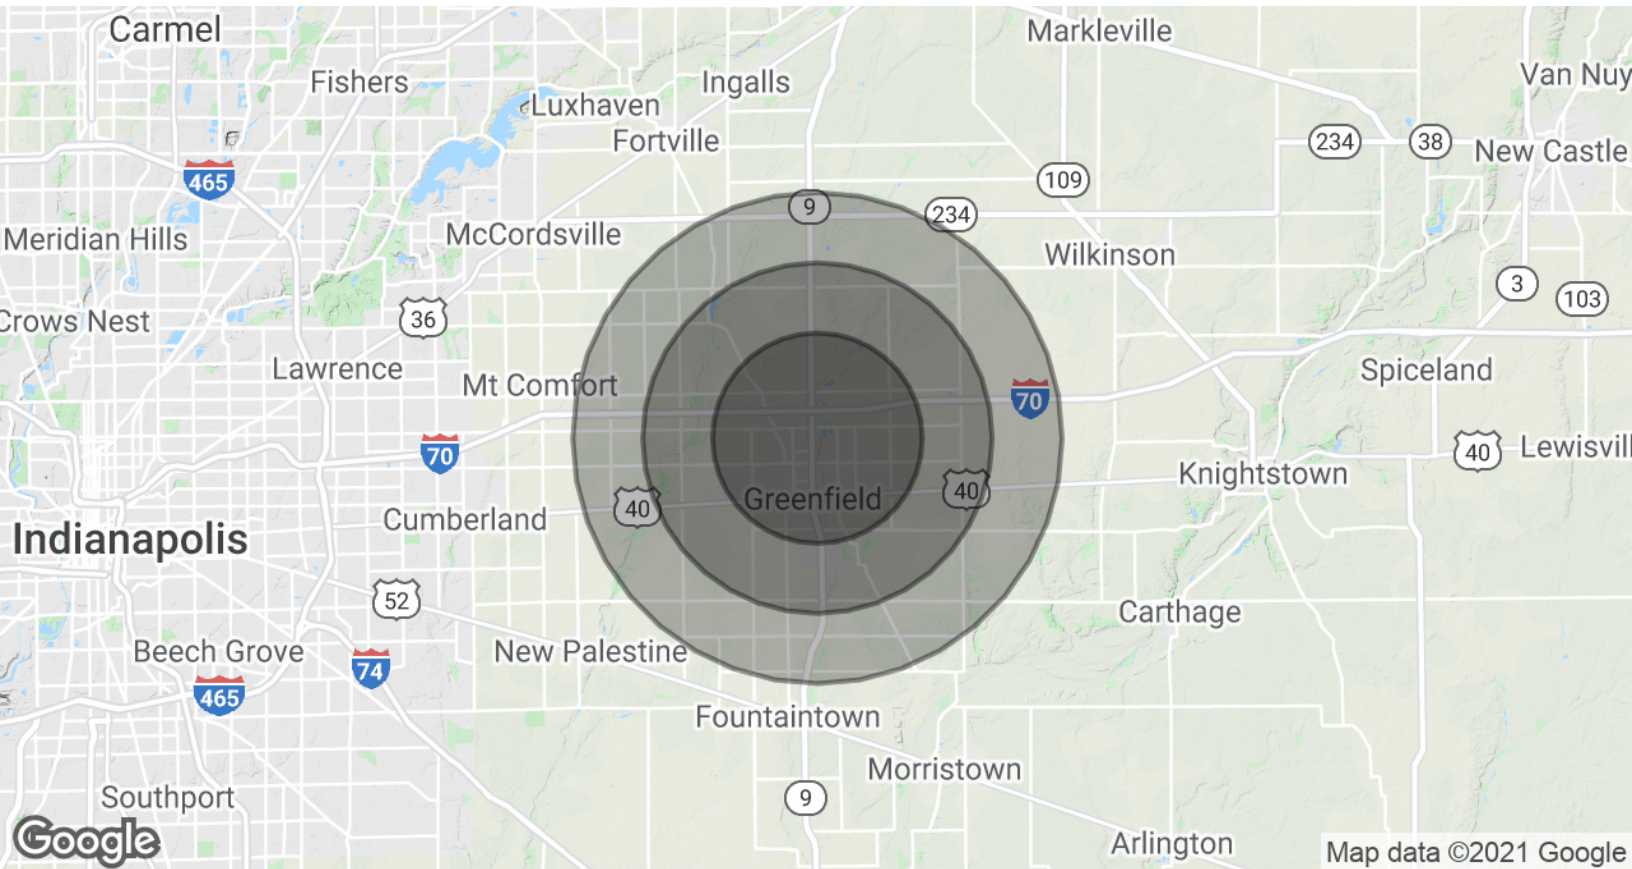 Carmel
Markleville
Fishers
Ingalls
Van Nuy
Luxhaven
Fortville
234
38
New Castle
465
109
9
234
McCordsville
Meridian Hills
Wilkinson
3
103
36
Crows Nest
Lawrence
Mt Comfort
Spiceland
70
70
40
Lewisvill
Knightstown
40
40
Greenfield
Cumberland
Indianapolis
52
Carthage
Beech Grove
New Palestine
74
465
Fountaintown
Morristown
9
Southport
Google
Arlington
Map data ©2021 Google